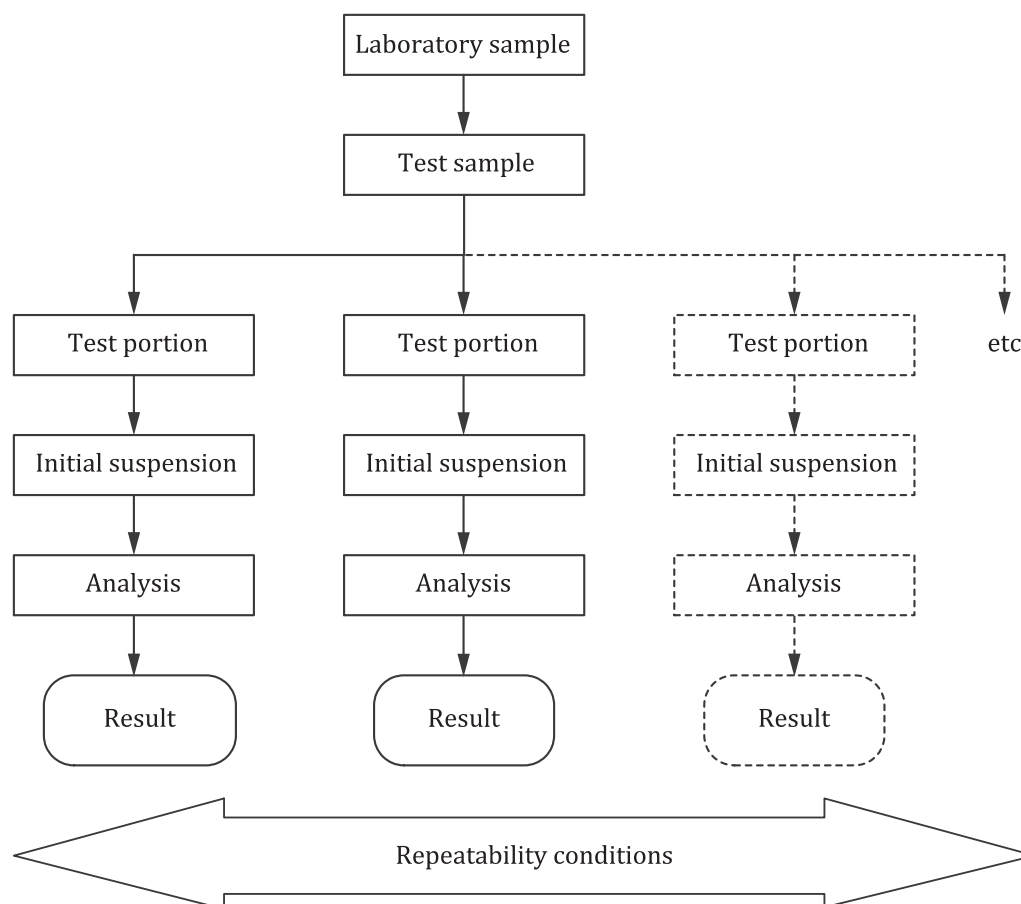 Laboratory sample
Test sample
Test portion
Test portion
Test portion
etc
Initial suspension
Initial suspension
Initial suspension
Analysis
Analysis
Analysis
Result
Result
Result
Repeatability conditions